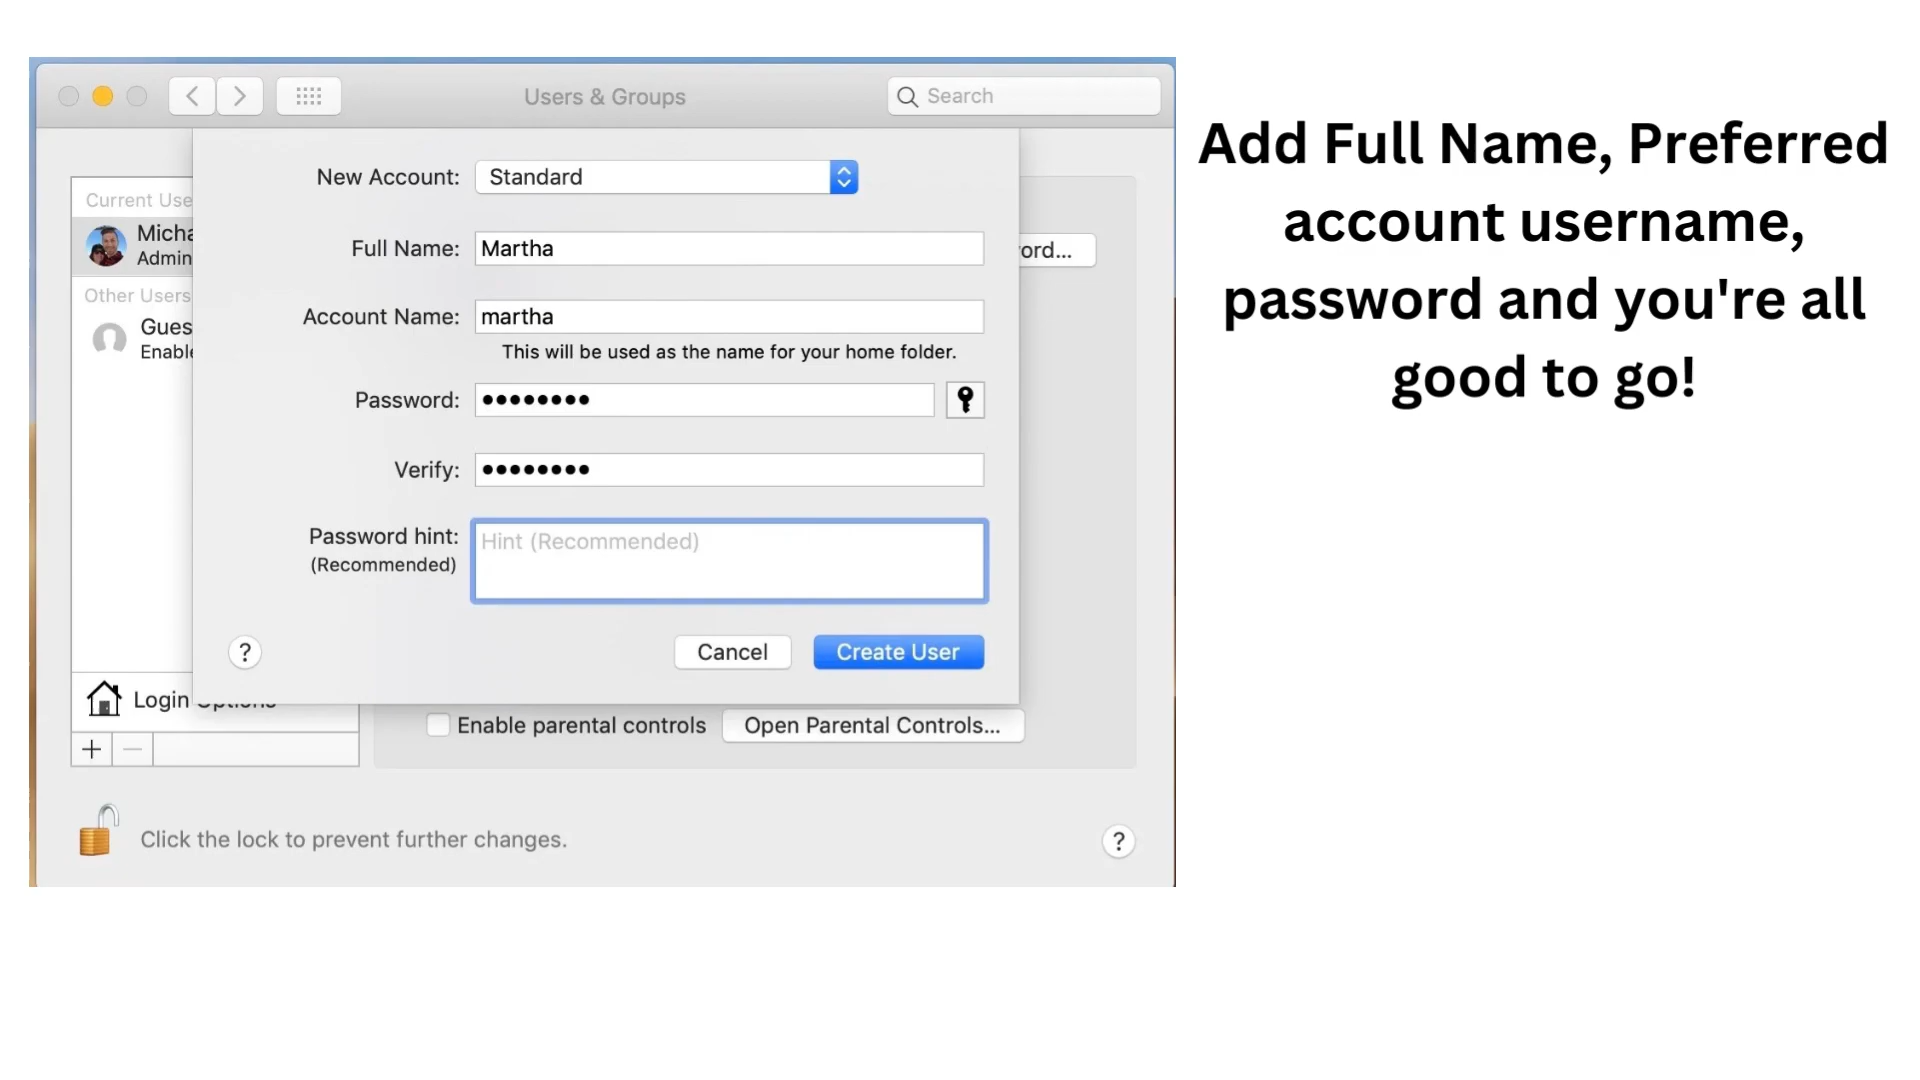 Users & Groups
Search
New Account: Standard
Current Use
Micha
Admin
Full Name: Martha
ord...
Other Users
Gues
Enable
Account Name: martha
This will be used as the name for your home folder.
Password: ••••••••
Verify: ••••••••
Password hint:
(Recommended)
Hint (Recommended)
?
Cancel
Create User
Login Options
Enable parental controls
Open Parental Controls...
Click the lock to prevent further changes.
?
Add Full Name, Preferred
account username,
password and you're all
good to go!